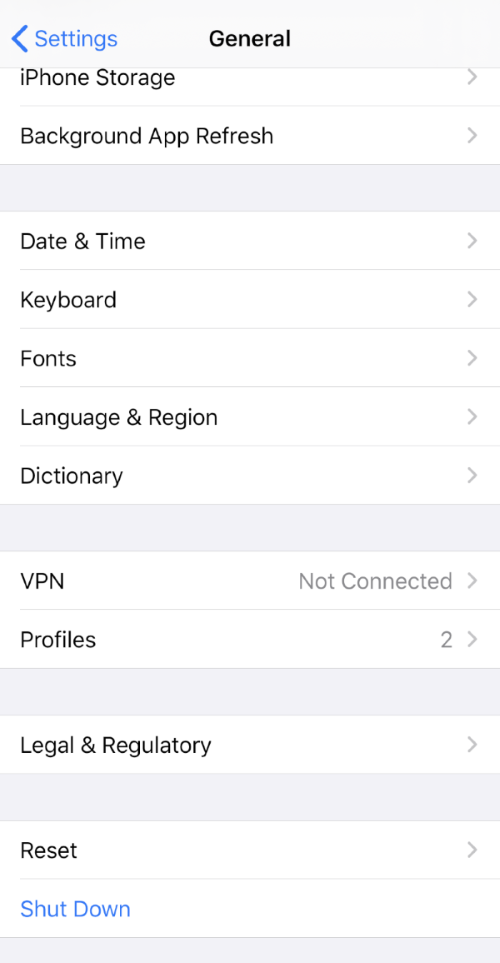 Settings General
iPhone Storage
Background App Refresh
Date & Time
Keyboard
Fonts
Language & Region
Dictionary
VPN Not Connected
Profiles 2
Legal & Regulatory
Reset
Shut Down